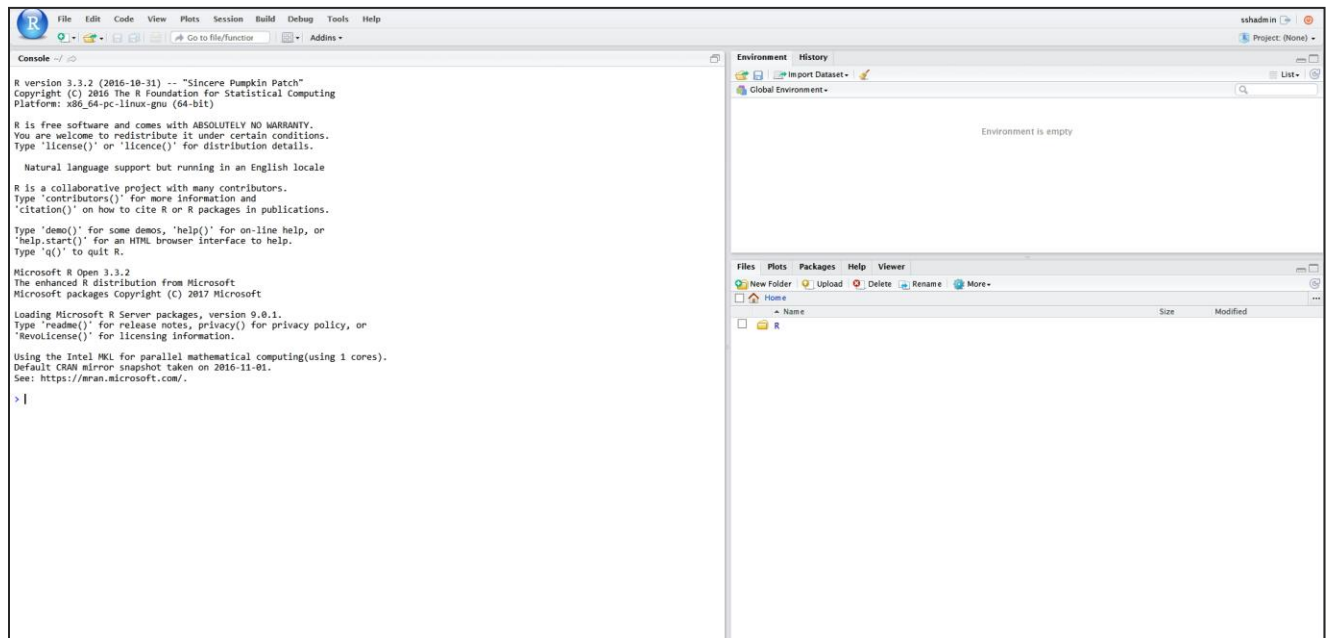 R
File Edit Code View Plots Session Build Debug Tools Help
sshadmin
Go to file/function
Addins
Project: (None)
Console ~/
R version 3.3.2 (2016-10-31) -- "Sincere Pumpkin Patch"
Copyright (C) 2016 The R Foundation for Statistical Computing
Platform: x86_64-pc-linux-gnu (64-bit)
R is free software and comes with ABSOLUTELY NO WARRANTY.
You are welcome to redistribute it under certain conditions.
Type 'license()' or 'licence()' for distribution details.
Natural language support but running in an English locale
R is a collaborative project with many contributors.
Type 'contributors()' for more information and
'citation()' on how to cite R or R packages in publications.
Type 'demo()' for some demos, 'help()' for on-line help, or
'help.start()' for an HTML browser interface to help.
Type 'q()' to quit R.
Microsoft R Open 3.3.2
The enhanced R distribution from Microsoft
Microsoft packages Copyright (C) 2017 Microsoft
Loading Microsoft R Server packages, version 9.0.1.
Type 'readme()' for release notes, privacy() for privacy policy, or
'RevoLicense()' for licensing information.
Using the Intel MKL for parallel mathematical computing(using 1 cores).
Default CRAN mirror snapshot taken on 2016-11-01.
See: https://mran.microsoft.com/.
>
Environment History
Import Dataset
List
Global Environment
Environment is empty
Files Plots Packages Help Viewer
New Folder Upload Delete Rename More
Home
Name Size Modified
R